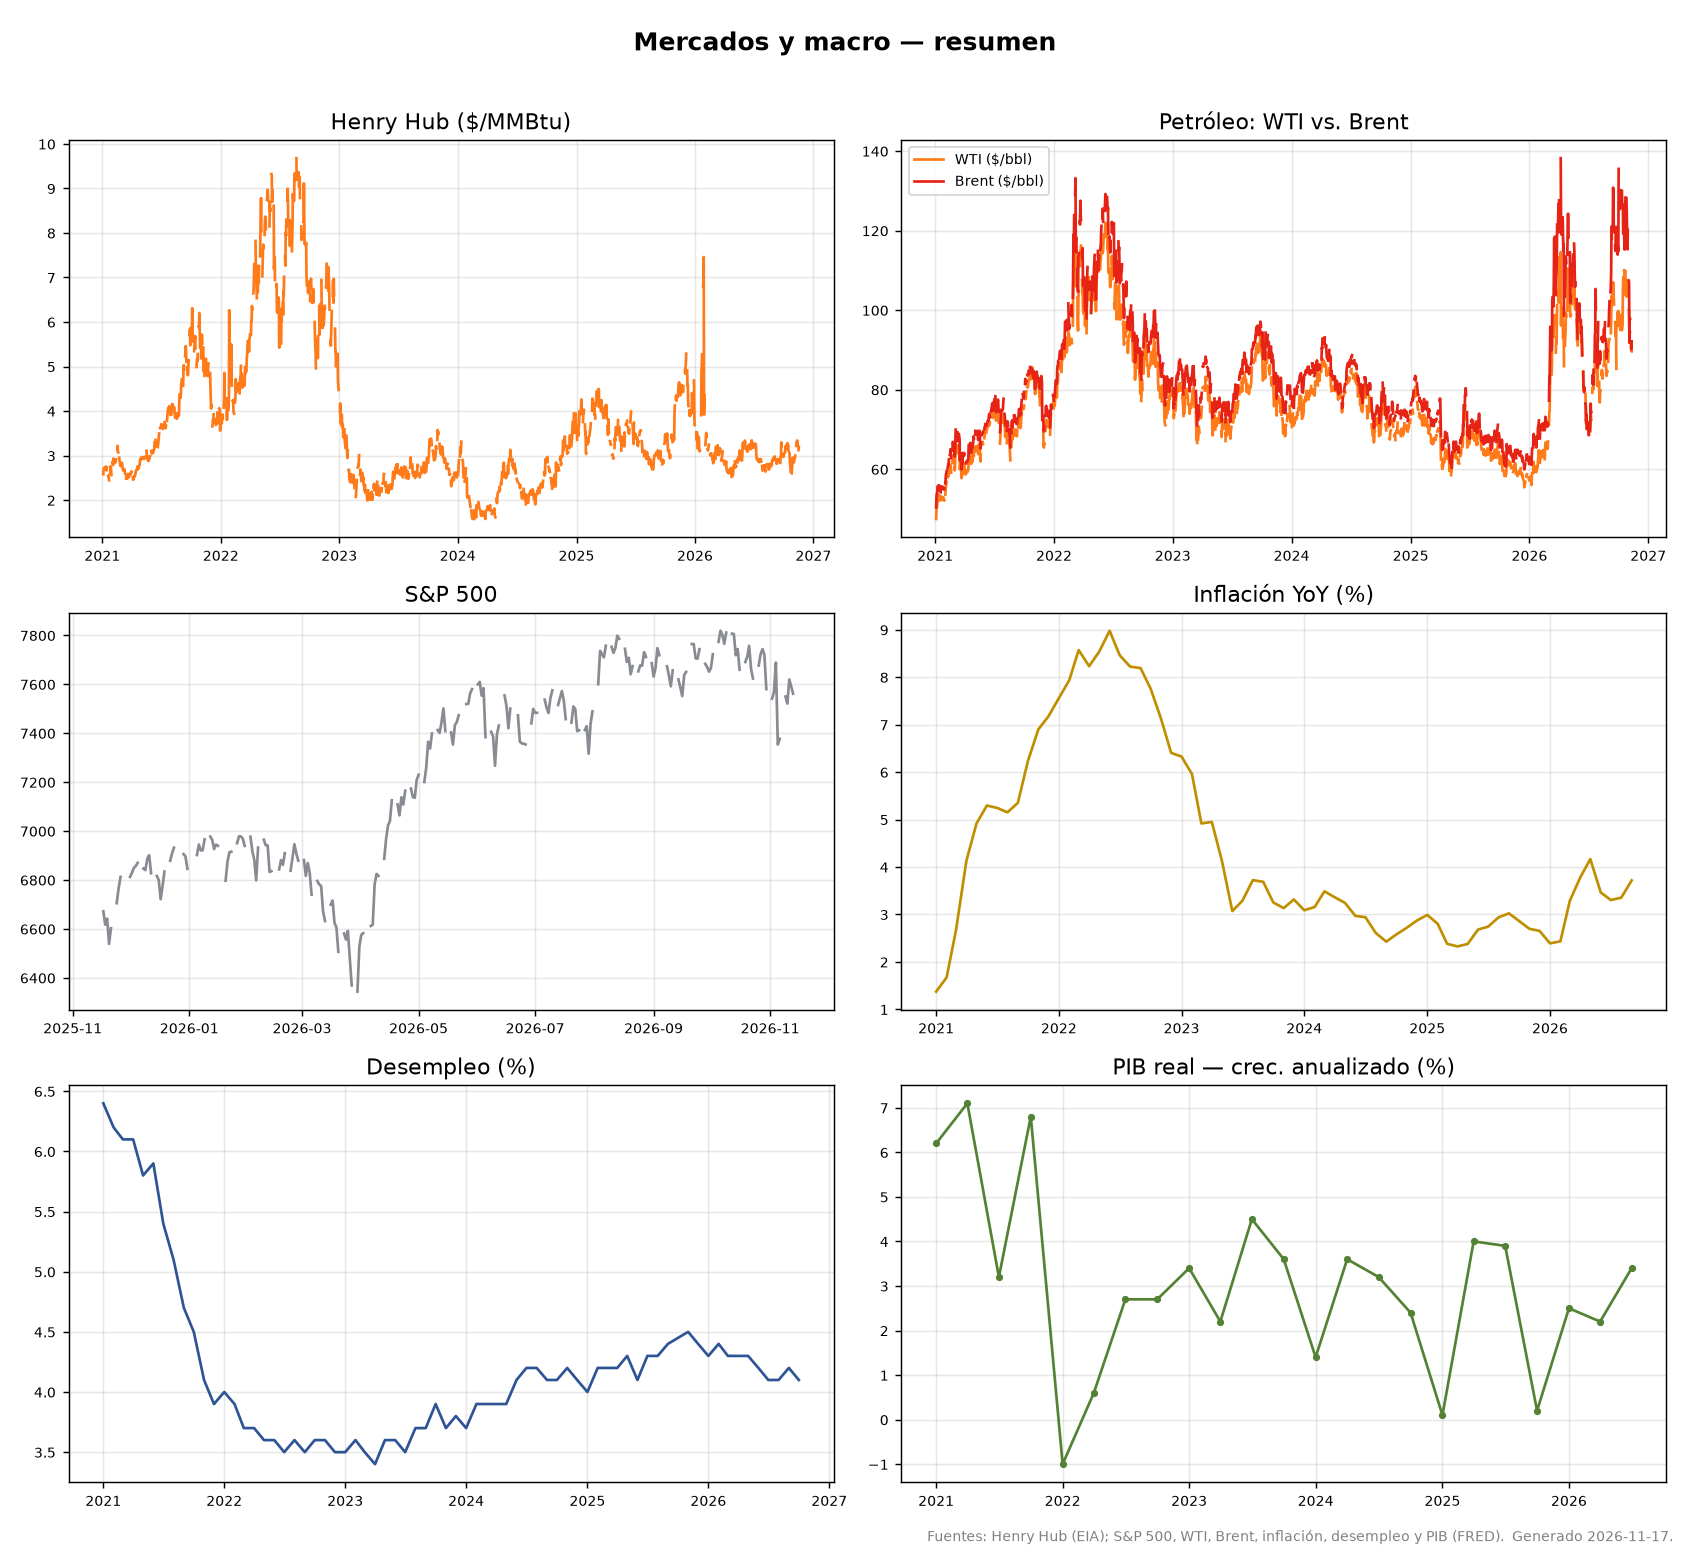 Mercados y macro — resumen
Henry Hub ($/MMBtu)
10
9
8
7
6
5
4
3
2
2021 2022 2023 2024 2025 2026 2027
Petróleo: WTI vs. Brent
WTI ($/bbl)
Brent ($/bbl)
140
120
100
80
60
2021 2022 2023 2024 2025 2026 2027
S&P 500
7800
7600
7400
7200
7000
6800
6600
6400
2025-11 2026-01 2026-03 2026-05 2026-07 2026-09 2026-11
Inflación YoY (%)
9
8
7
6
5
4
3
2
1
2021 2022 2023 2024 2025 2026
Desempleo (%)
6.5
6.0
5.5
5.0
4.5
4.0
3.5
2021 2022 2023 2024 2025 2026 2027
PIB real — crec. anualizado (%)
7
6
5
4
3
2
1
0
−1
2021 2022 2023 2024 2025 2026
Fuentes: Henry Hub (EIA); S&P 500, WTI, Brent, inflación, desempleo y PIB (FRED). Generado 2026-11-17.